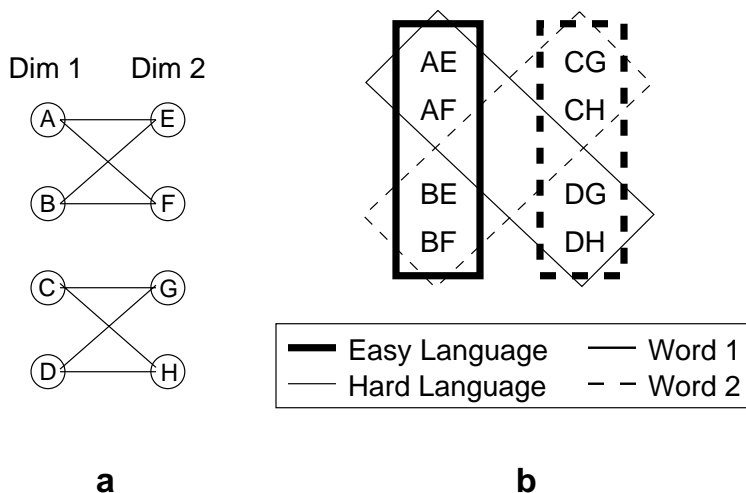 Dim 1 Dim 2
A E
B F
C G
D H
a
AE CG
AF CH
BE DG
BF DH
Easy Language Word 1
Hard Language Word 2
b